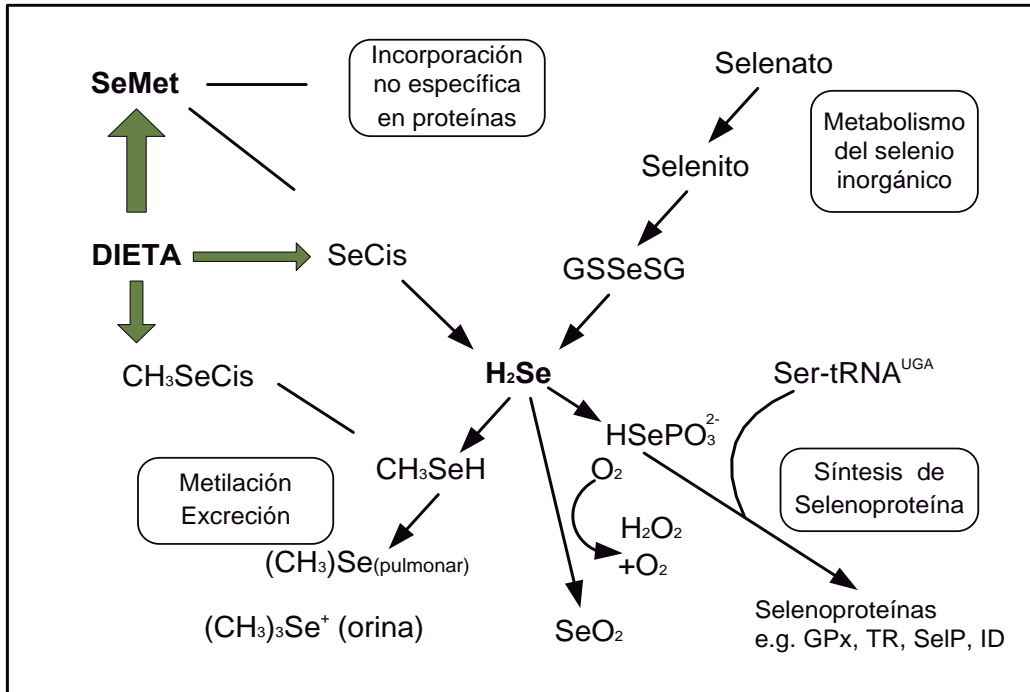 SeMet
Incorporación
no específica
en proteínas
Selenato
Metabolismo
del selenio
inorgánico
Selenito
DIETA
SeCis
GSSeSG
CH₃SeCis
H₂Se
Ser-tRNAᵁᴳᴬ
HSePO₃²⁻
Metilación
Excreción
CH₃SeH
O₂
H₂O₂
+O₂
Síntesis de
Selenoproteína
(CH₃)Se(pulmonar)
(CH₃)₃Se⁺ (orina)
SeO₂
Selenoproteínas
e.g. GPx, TR, SelP, ID